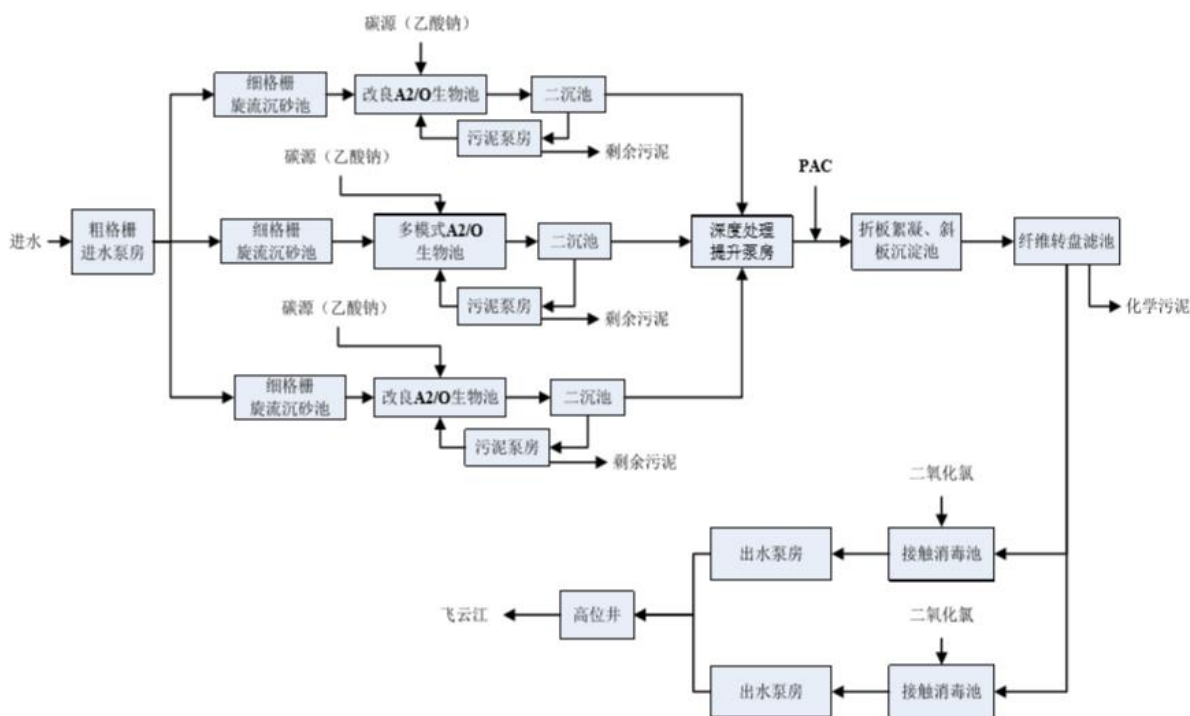 碳源（乙酸钠）
细格栅
旋流沉砂池
改良A2/O生物池
二沉池
污泥泵房
剩余污泥
碳源（乙酸钠）
PAC
进水
粗格栅
进水泵房
细格栅
旋流沉砂池
多模式A2/O
生物池
二沉池
深度处理
提升泵房
折板絮凝、斜
板沉淀池
纤维转盘滤池
污泥泵房
剩余污泥
化学污泥
碳源（乙酸钠）
细格栅
旋流沉砂池
改良A2/O生物池
二沉池
污泥泵房
剩余污泥
二氧化氯
出水泵房
接触消毒池
飞云江
高位井
二氧化氯
出水泵房
接触消毒池